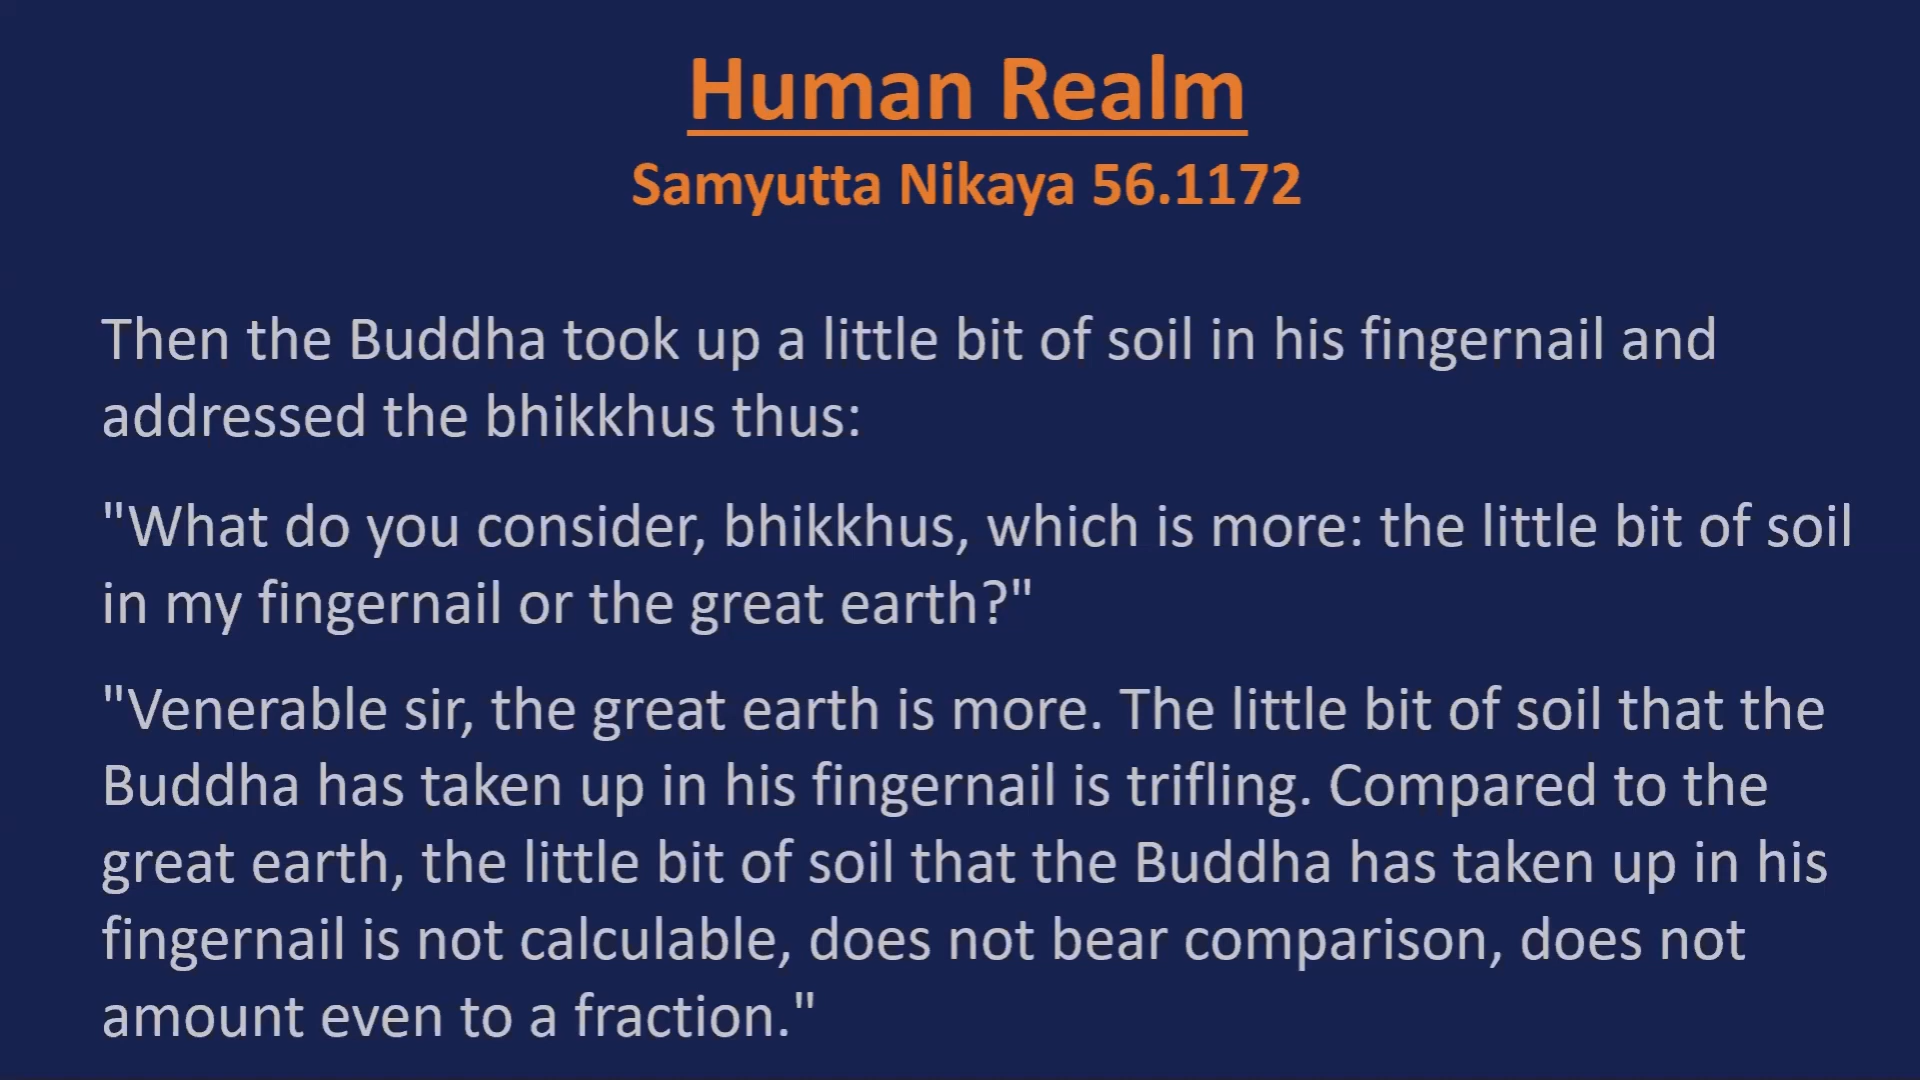 Human Realm
Samyutta Nikaya 56.1172
Then the Buddha took up a little bit of soil in his fingernail and
addressed the bhikkhus thus:
"What do you consider, bhikkhus, which is more: the little bit of soil
in my fingernail or the great earth?"
"Venerable sir, the great earth is more. The little bit of soil that the
Buddha has taken up in his fingernail is trifling. Compared to the
great earth, the little bit of soil that the Buddha has taken up in his
fingernail is not calculable, does not bear comparison, does not
amount even to a fraction."